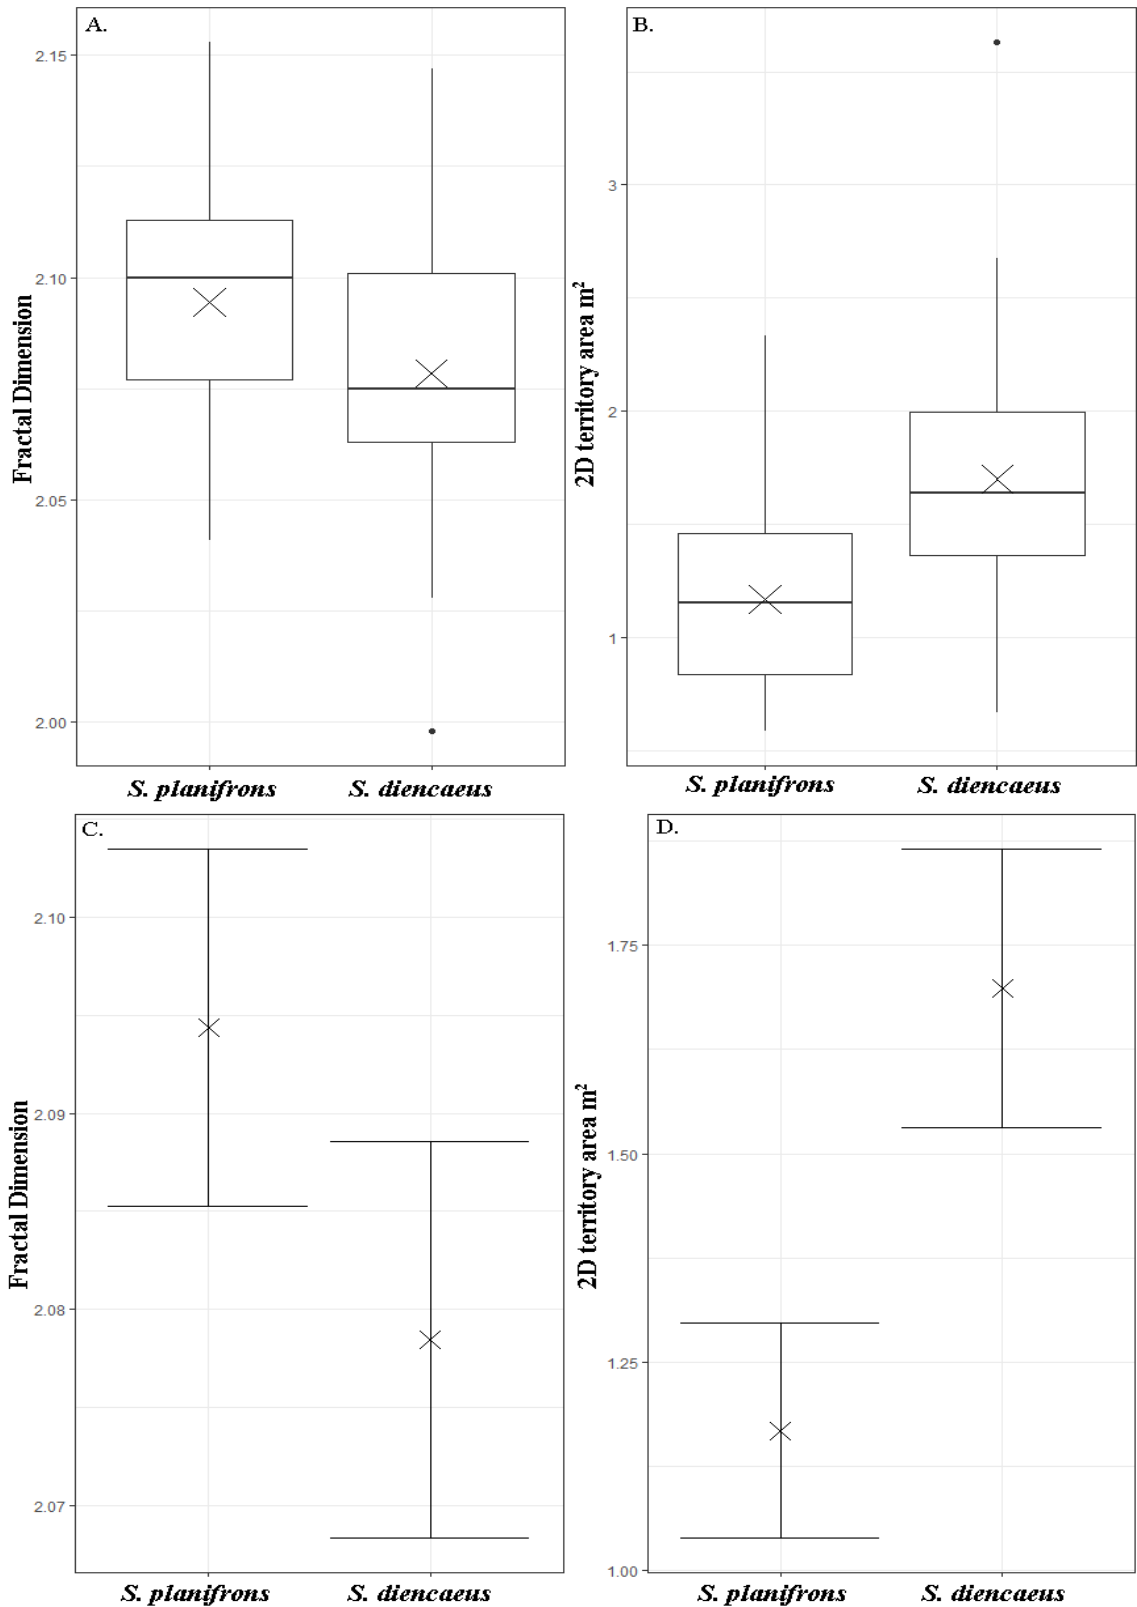 A.
2.15
2.10
2.05
2.00
Fractal Dimension
S. planifrons
S. diencaeus
B.
3
2
1
2D territory area m²
S. planifrons
S. diencaeus
C.
2.10
2.09
2.08
2.07
Fractal Dimension
S. planifrons
S. diencaeus
D.
1.75
1.50
1.25
1.00
2D territory area m²
S. planifrons
S. diencaeus